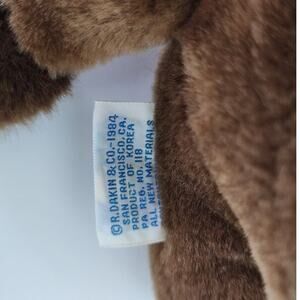 © R. DAKIN & CO.-1984
SAN FRANCISCO, CA.
PRODUCT OF KOREA
PA. REG. NO. 118
ALL NEW MATERIALS